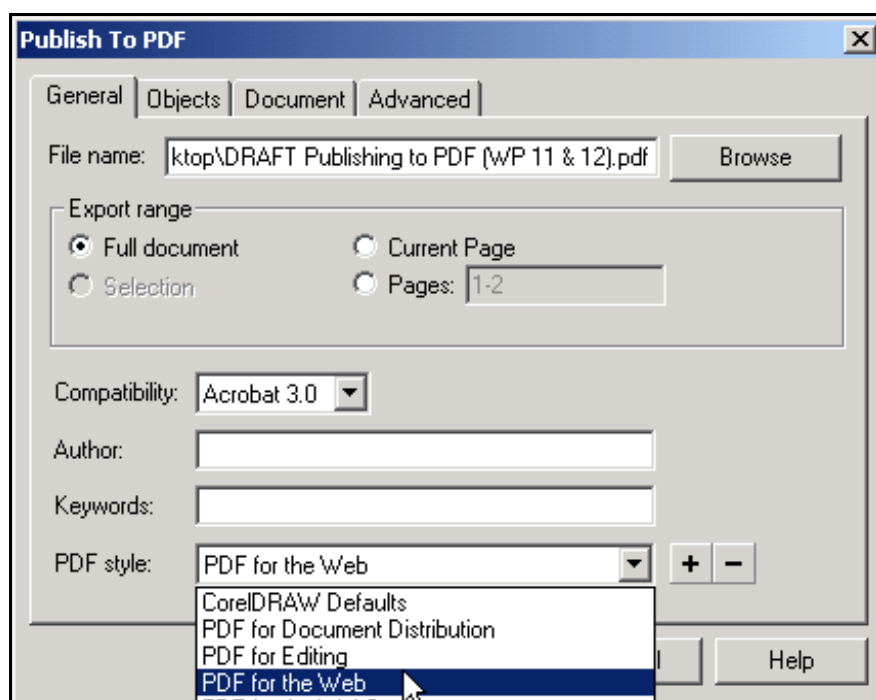 Publish To PDF
General Objects Document Advanced
File name: ktop\DRAFT Publishing to PDF (WP 11 & 12).pdf Browse
Export range
Full document Current Page
Selection Pages: 1-2
Compatibility: Acrobat 3.0
Author:
Keywords:
PDF style: PDF for the Web + −
CorelDRAW Defaults
PDF for Document Distribution
PDF for Editing
Help
PDF for the Web